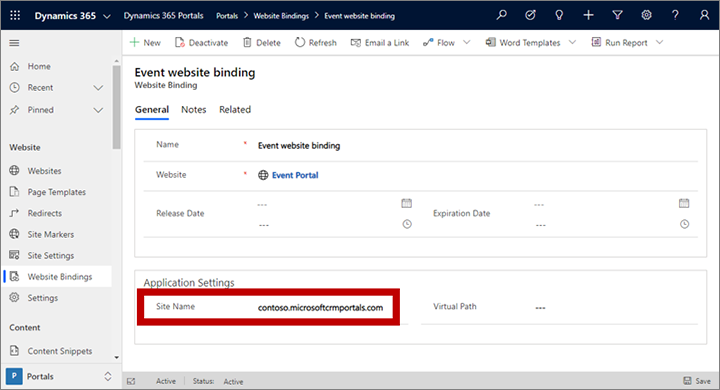 Dynamics 365 Dynamics 365 Portals Portals > Website Bindings > Event website binding
New Deactivate Delete Refresh Email a Link Flow Word Templates Run Report
Home
Recent
Pinned
Website
Websites
Page Templates
Redirects
Site Markers
Site Settings
Website Bindings
Settings
Content
Content Snippets
P Portals
Event website binding
Website Binding
General Notes Related
Name * Event website binding
Website * Event Portal
Release Date --- Expiration Date ---
--- ---
Application Settings
Site Name contoso.microsoftcrmportals.com Virtual Path ---
Active Status: Active Save